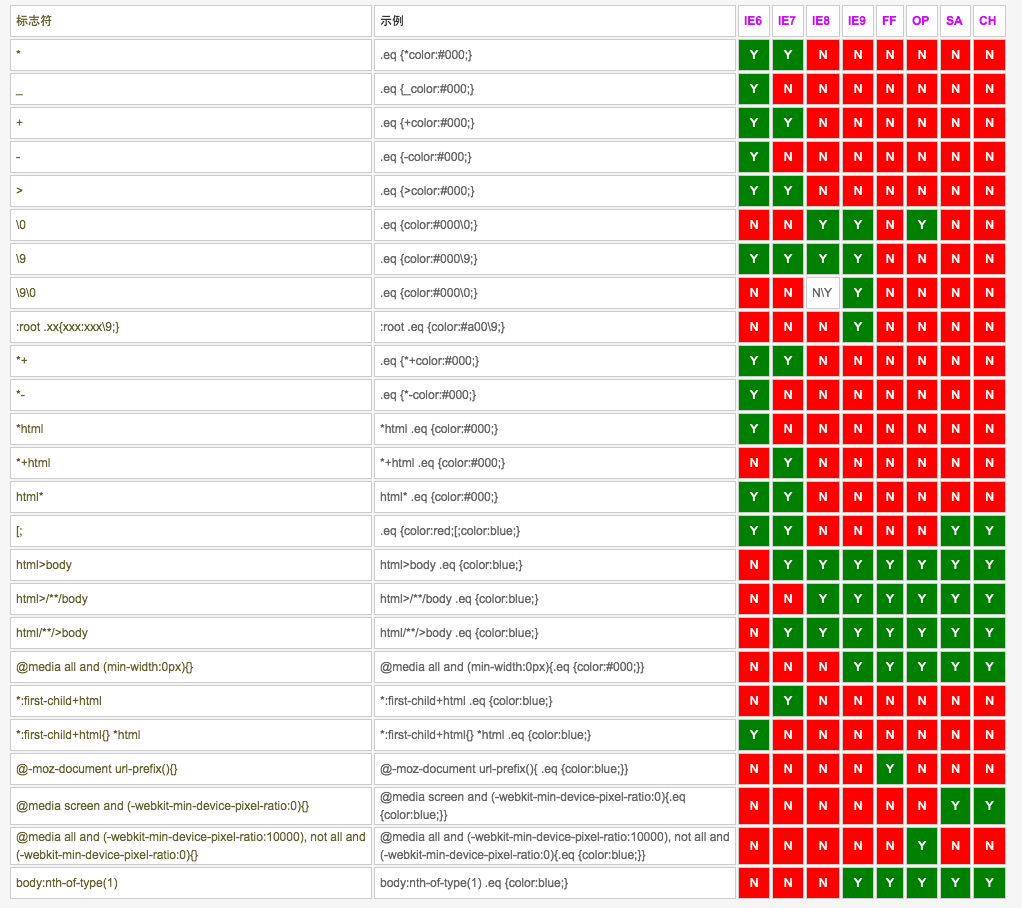 标志符 示例 IE6 IE7 IE8 IE9 FF OP SA CH
* .eq {*color:#000;} Y Y N N N N N N
_ .eq {_color:#000;} Y N N N N N N N
+ .eq {+color:#000;} Y Y N N N N N N
- .eq {-color:#000;} Y N N N N N N N
> .eq {>color:#000;} Y Y N N N N N N
\0 .eq {color:#000\0;} N N Y Y N Y N N
\9 .eq {color:#000\9;} Y Y Y Y N N N N
\9\0 .eq {color:#000\0;} N N N\Y Y N N N N
:root .xx{xxx:xxx\9;} :root .eq {color:#a00\9;} N N N Y N N N N
*+ .eq {*+color:#000;} Y Y N N N N N N
*- .eq {*-color:#000;} Y N N N N N N N
*html *html .eq {color:#000;} Y N N N N N N N
*+html *+html .eq {color:#000;} N Y N N N N N N
html* html* .eq {color:#000;} Y Y N N N N N N
[; .eq {color:red;[;color:blue;} Y Y N N N N Y Y
html>body html>body .eq {color:blue;} N Y Y Y Y Y Y Y
html>/**/body html>/**/body .eq {color:blue;} N N Y Y Y Y Y Y
html/**/>body html/**/>body .eq {color:blue;} N Y Y Y Y Y Y Y
@media all and (min-width:0px){} @media all and (min-width:0px){.eq {color:#000;}} N N N Y Y Y Y Y
*:first-child+html *:first-child+html .eq {color:blue;} N Y N N N N N N
*:first-child+html{} *html *:first-child+html{} *html .eq {color:blue;} Y N N N N N N N
@-moz-document url-prefix(){} @-moz-document url-prefix(){ .eq {color:blue;}} N N N N Y N N N
@media screen and (-webkit-min-device-pixel-ratio:0){} @media screen and (-webkit-min-device-pixel-ratio:0){.eq N N N N N N Y Y
{color:blue;}}
@media all and (-webkit-min-device-pixel-ratio:10000), not all and @media all and (-webkit-min-device-pixel-ratio:10000), not all and N N N N N Y N N
(-webkit-min-device-pixel-ratio:0){} (-webkit-min-device-pixel-ratio:0){.eq {color:blue;}}
body:nth-of-type(1) body:nth-of-type(1) .eq {color:blue;} N N N Y Y Y Y Y